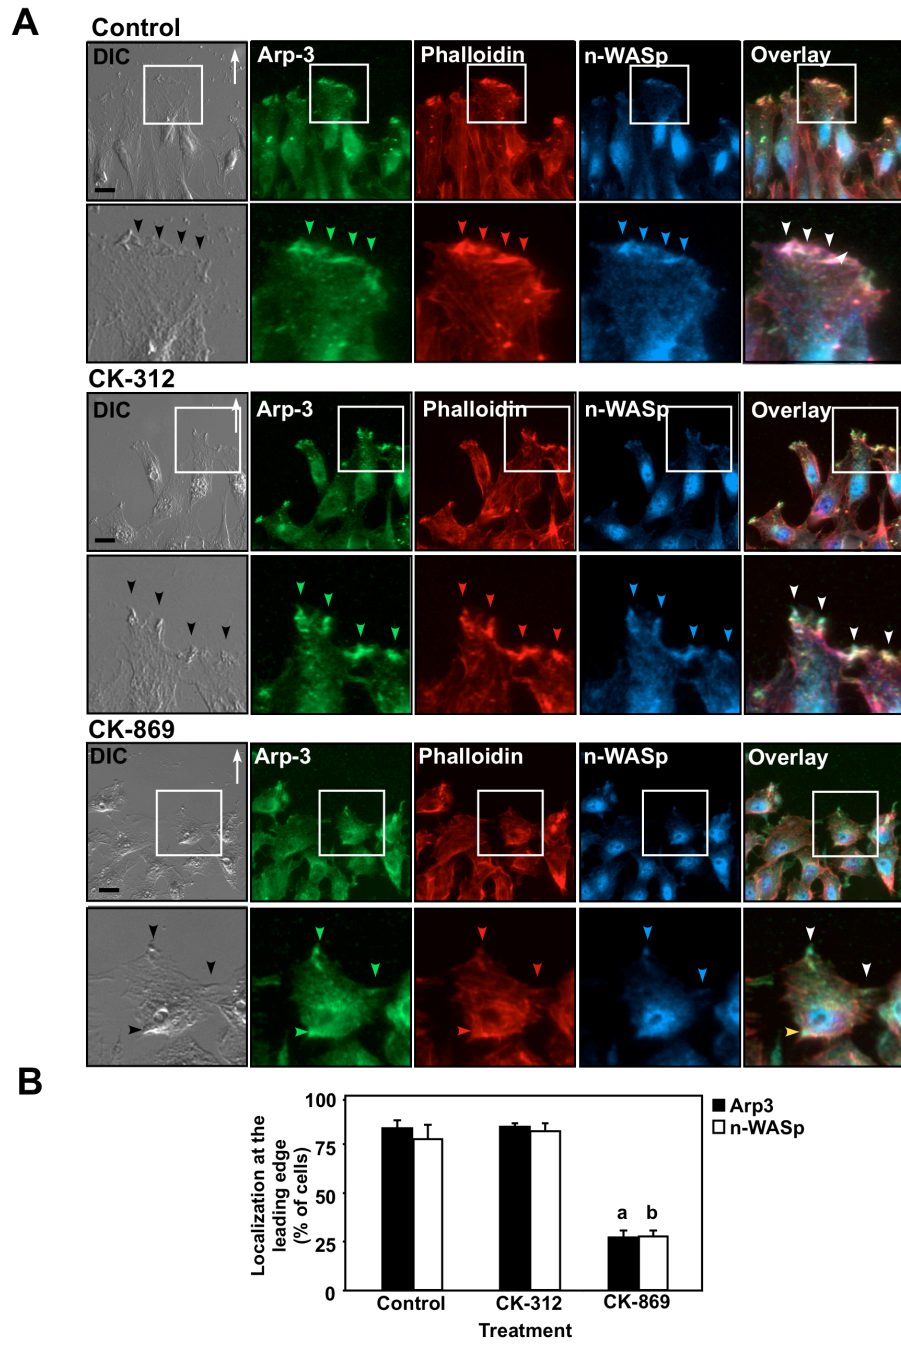 A
Control
DIC Arp-3 Phalloidin n-WASp Overlay
CK-312
DIC Arp-3 Phalloidin n-WASp Overlay
CK-869
DIC Arp-3 Phalloidin n-WASp Overlay
B
Localization at the
leading edge
(% of cells)
100
75
50
25
0
a b
Arp3
n-WASp
Control CK-312 CK-869
Treatment